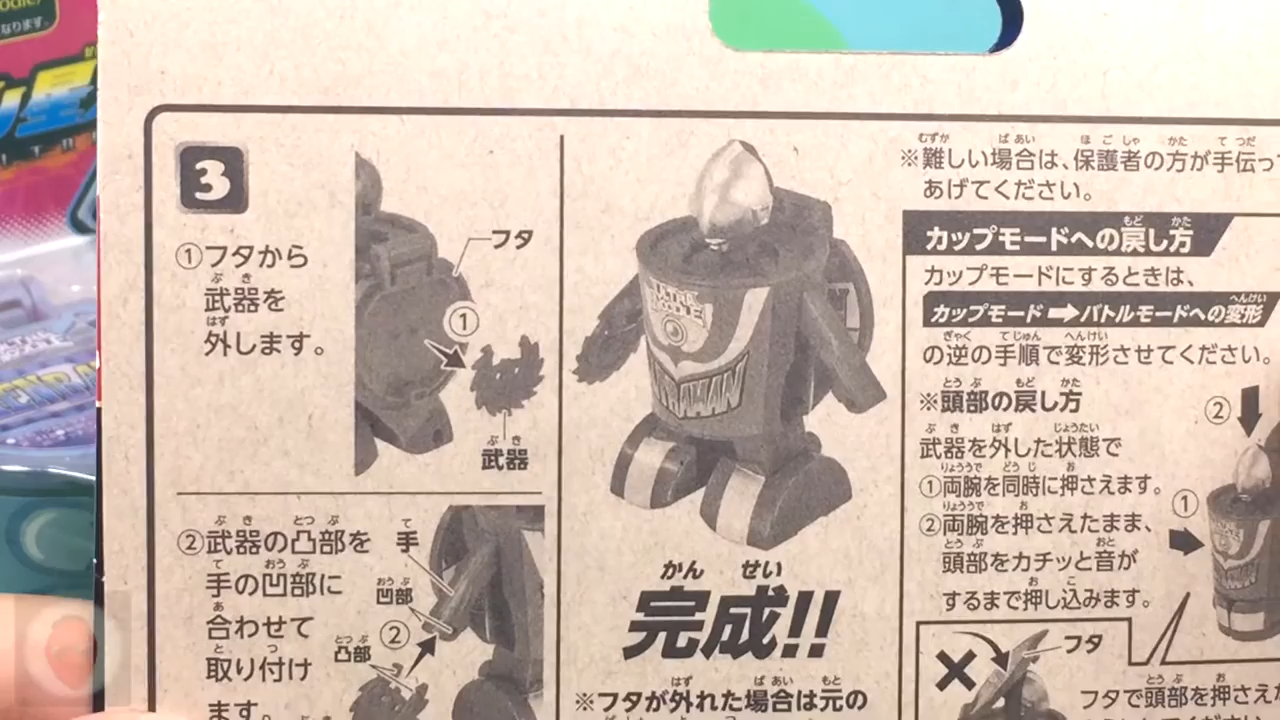 なります。
3
①フタから
武器を
外します。
フタ
①
武器
②武器の凸部を
手の凹部に
合わせて
取り付け
ます。
手
凹部
②
凸部
完成!!
※フタが外れた場合は元の
※難しい場合は、保護者の方が手伝っ
あげてください。
カップモードへの戻し方
カップモードにするときは、
カップモード➡バトルモードへの変形
の逆の手順で変形させてください。
※頭部の戻し方
武器を外した状態で
①両腕を同時に押さえます。
②両腕を押さえたまま、
頭部をカチッと音が
するまで押し込みます。
②
①
フタ
フタで頭部を押さえ